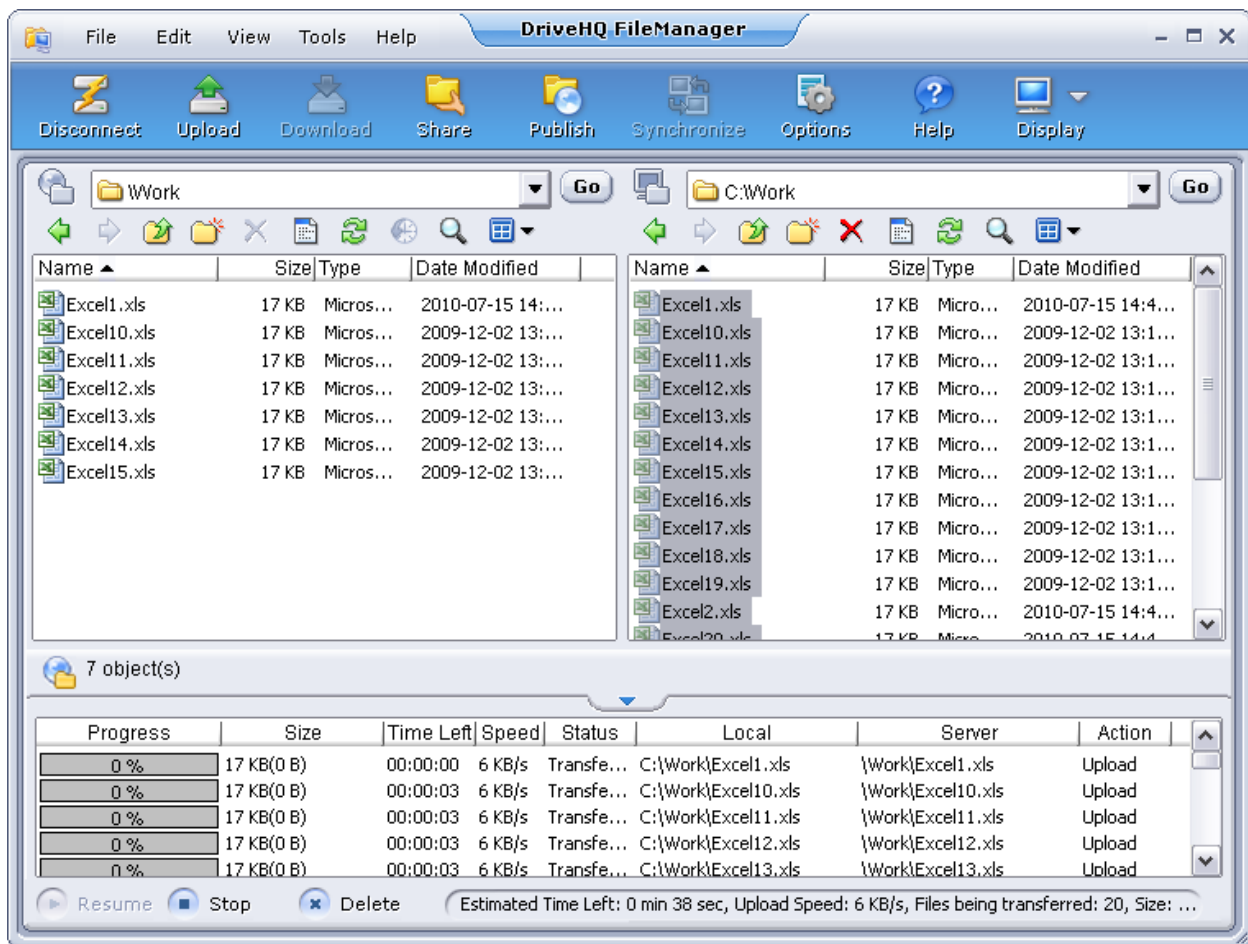 DriveHQ FileManager
File Edit View Tools Help
Disconnect Upload Download Share Publish Synchronize Options Help Display
\Work Go C:\Work Go
Name Size Type Date Modified Name Size Type Date Modified
Excel1.xls 17 KB Micros... 2010-07-15 14:... Excel1.xls 17 KB Micro... 2010-07-15 14:4...
Excel10.xls 17 KB Micros... 2009-12-02 13:... Excel10.xls 17 KB Micro... 2009-12-02 13:1...
Excel11.xls 17 KB Micros... 2009-12-02 13:... Excel11.xls 17 KB Micro... 2009-12-02 13:1...
Excel12.xls 17 KB Micros... 2009-12-02 13:... Excel12.xls 17 KB Micro... 2009-12-02 13:1...
Excel13.xls 17 KB Micros... 2009-12-02 13:... Excel13.xls 17 KB Micro... 2009-12-02 13:1...
Excel14.xls 17 KB Micros... 2009-12-02 13:... Excel14.xls 17 KB Micro... 2009-12-02 13:1...
Excel15.xls 17 KB Micros... 2009-12-02 13:... Excel15.xls 17 KB Micro... 2009-12-02 13:1...
Excel16.xls 17 KB Micro... 2009-12-02 13:1...
Excel17.xls 17 KB Micro... 2009-12-02 13:1...
Excel18.xls 17 KB Micro... 2009-12-02 13:1...
Excel19.xls 17 KB Micro... 2009-12-02 13:1...
Excel2.xls 17 KB Micro... 2010-07-15 14:4...
Excel20.xls 17 KB Micro... 2010-07-15 14:4...
7 object(s)
Progress Size Time Left Speed Status Local Server Action
0 % 17 KB(0 B) 00:00:00 6 KB/s Transfe... C:\Work\Excel1.xls \Work\Excel1.xls Upload
0 % 17 KB(0 B) 00:00:03 6 KB/s Transfe... C:\Work\Excel10.xls \Work\Excel10.xls Upload
0 % 17 KB(0 B) 00:00:03 6 KB/s Transfe... C:\Work\Excel11.xls \Work\Excel11.xls Upload
0 % 17 KB(0 B) 00:00:03 6 KB/s Transfe... C:\Work\Excel12.xls \Work\Excel12.xls Upload
0 % 17 KB(0 B) 00:00:03 6 KB/s Transfe... C:\Work\Excel13.xls \Work\Excel13.xls Upload
Resume Stop Delete Estimated Time Left: 0 min 38 sec, Upload Speed: 6 KB/s, Files being transferred: 20, Size: ...